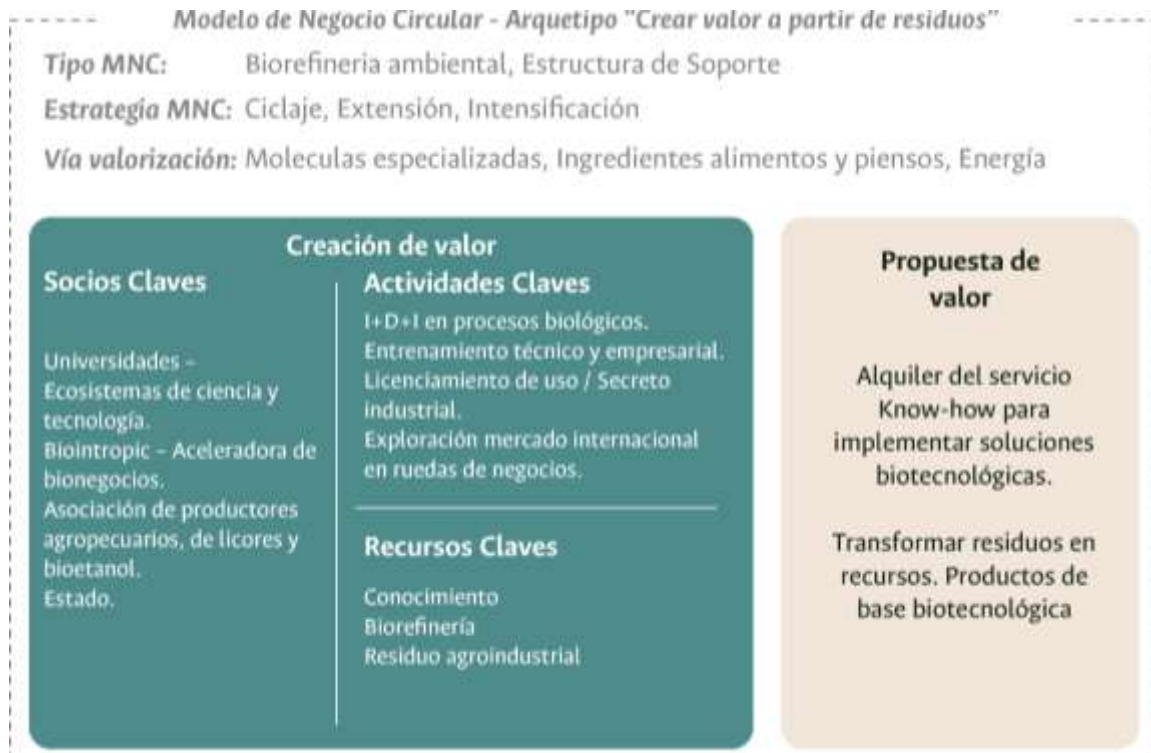 Modelo de Negocio Circular - Arquetipo "Crear valor a partir de residuos"
Tipo MNC: Biorefineria ambiental, Estructura de Soporte
Estrategia MNC: Ciclaje, Extensión, Intensificación
Vía valorización: Moleculas especializadas, Ingredientes alimentos y piensos, Energía
Creación de valor
Socios Claves
Universidades –
Ecosistemas de ciencia y
tecnología.
Biointropic – Aceleradora de
bionegocios.
Asociación de productores
agropecuarios, de licores y
bioetanol.
Estado.
Actividades Claves
I+D+I en procesos biológicos.
Entrenamiento técnico y empresarial.
Licenciamiento de uso / Secreto
industrial.
Exploración mercado internacional
en ruedas de negocios.
Recursos Claves
Conocimiento
Biorefinería
Residuo agroindustrial
Propuesta de
valor
Alquiler del servicio
Know-how para
implementar soluciones
biotecnológicas.
Transformar residuos en
recursos. Productos de
base biotecnológica